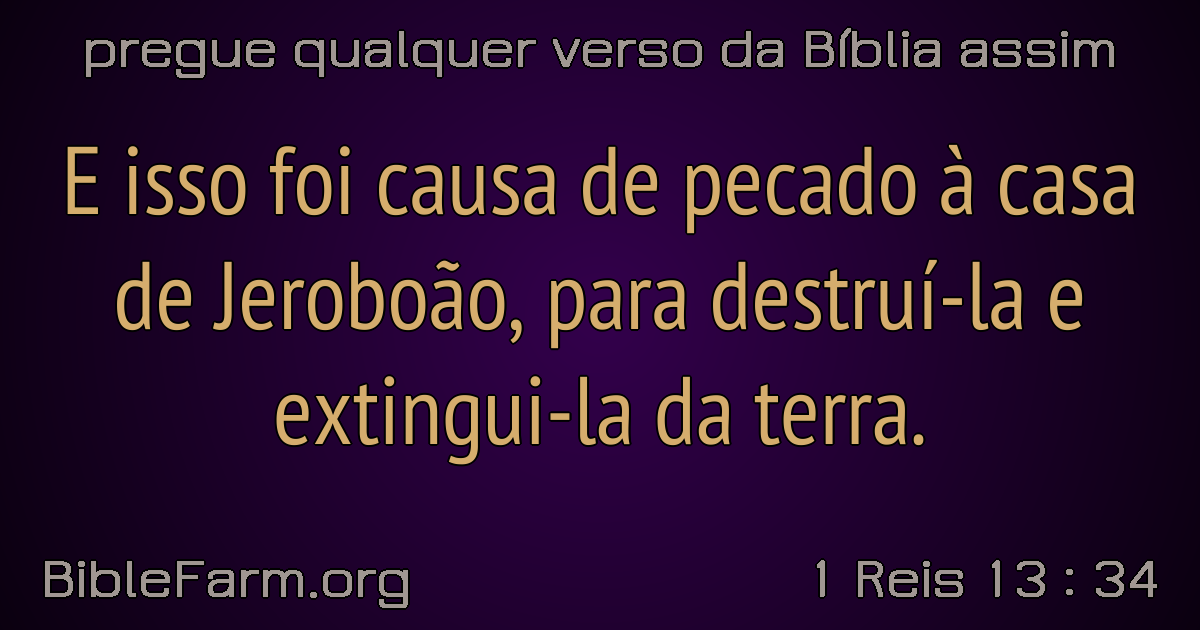 pregue qualquer verso da Bíblia assim
E isso foi causa de pecado à casa
de Jeroboão, para destruí-la e
extingui-la da terra.
BibleFarm.org
1 Reis 13 : 34